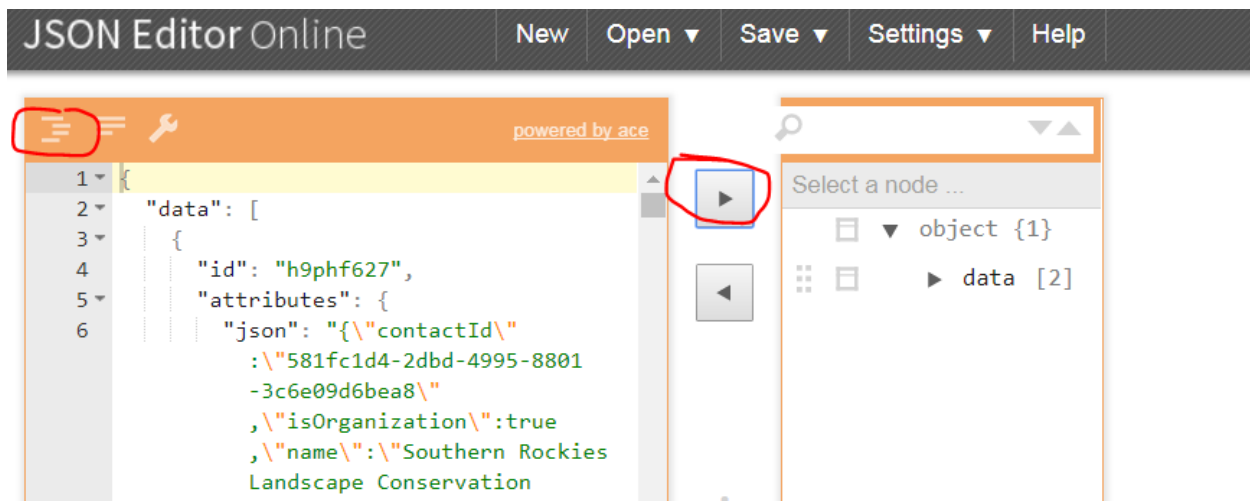 JSON Editor Online New Open ▼ Save ▼ Settings ▼ Help
powered by ace
1 {
2 "data": [
3 {
4 "id": "h9phf627",
5 "attributes": {
6 "json": "{\"contactId\"
:\"581fc1d4-2dbd-4995-8801
-3c6e09d6bea8\"
,\"isOrganization\":true
,\"name\":\"Southern Rockies
Landscape Conservation
Select a node ...
▼ object {1}
► data [2]